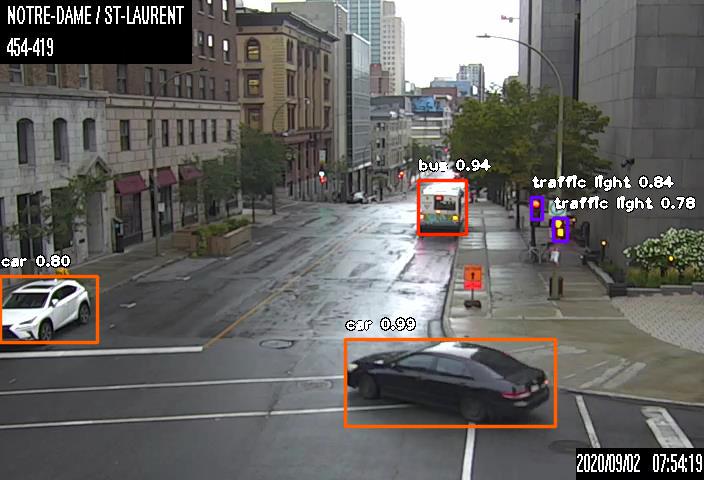 NOTRE-DAME / ST-LAURENT
454-419
bus 0.94
traffic light 0.84
traffic light 0.78
car 0.80
car 0.99
2020/09/02 07:54:19